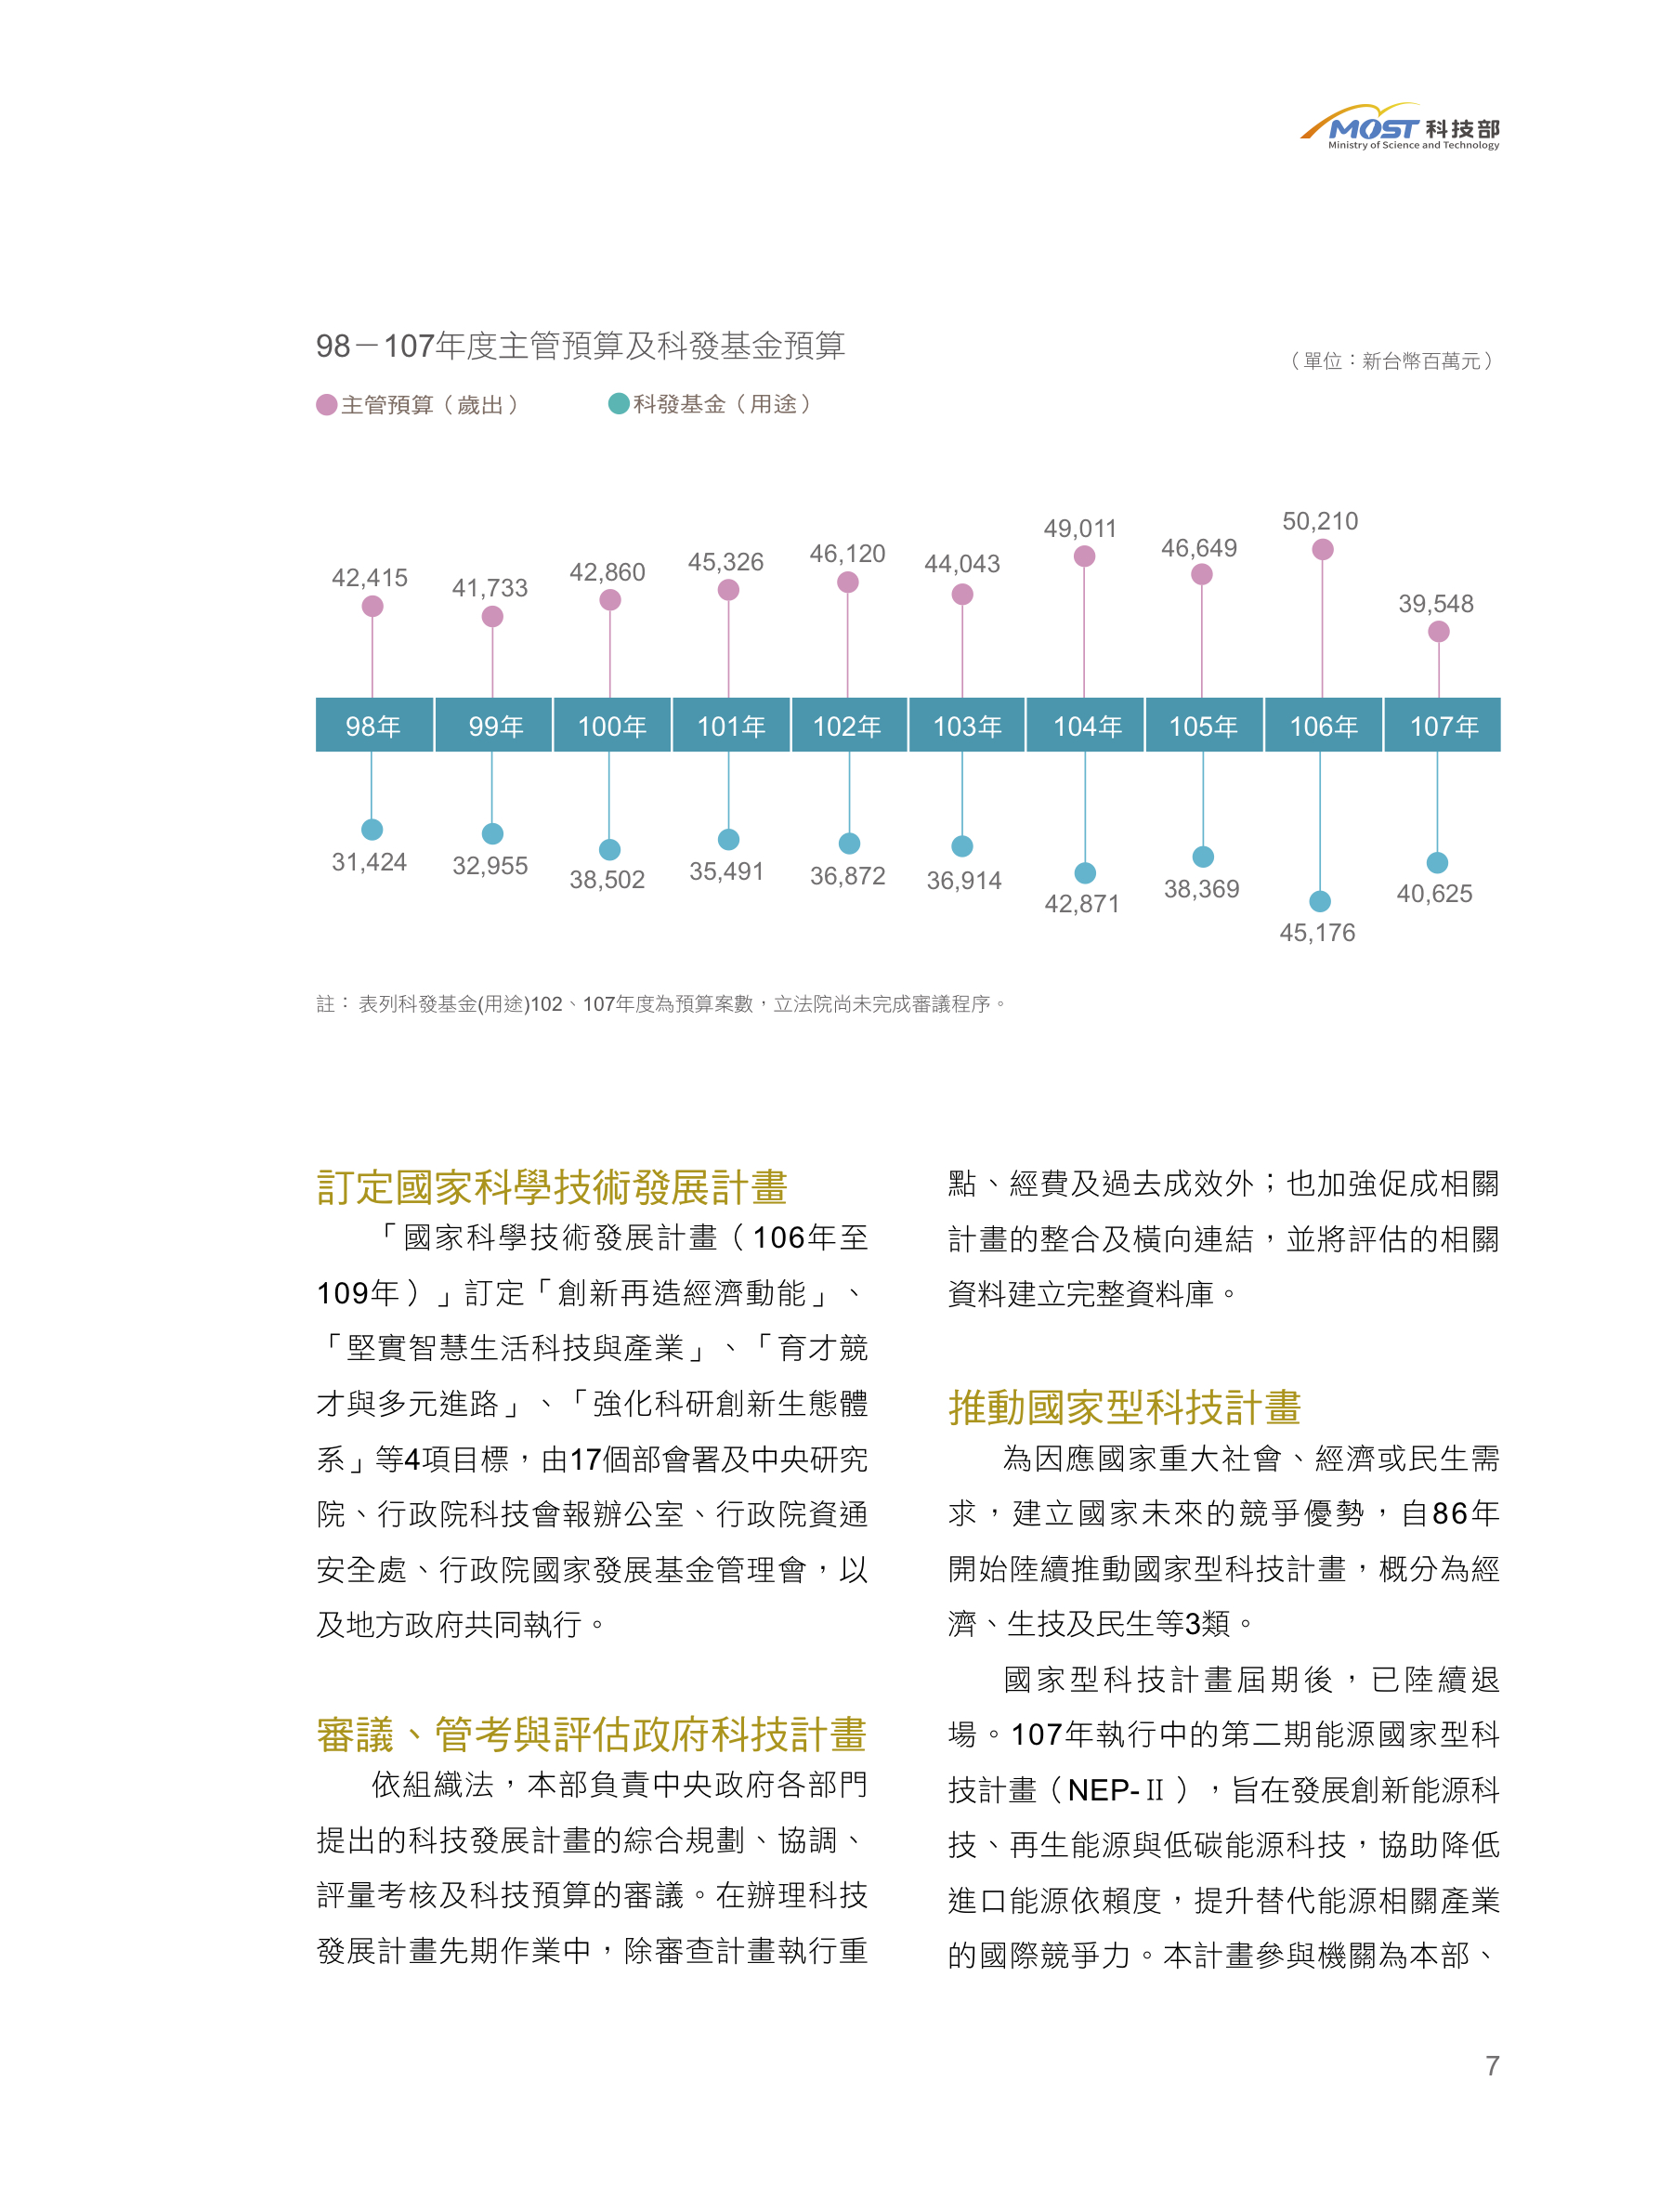 MOST 科技部
Ministry of Science and Technology
98－107年度主管預算及科發基金預算
（單位：新台幣百萬元）
主管預算（歲出）
科發基金（用途）
42,415
41,733
42,860
45,326
46,120
44,043
49,011
46,649
50,210
39,548
98年
99年
100年
101年
102年
103年
104年
105年
106年
107年
31,424
32,955
38,502
35,491
36,872
36,914
42,871
38,369
45,176
40,625
註：表列科發基金(用途)102、107年度為預算案數，立法院尚未完成審議程序。
訂定國家科學技術發展計畫
「國家科學技術發展計畫（106年至
109年）」訂定「創新再造經濟動能」、
「堅實智慧生活科技與產業」、「育才競
才與多元進路」、「強化科研創新生態體
系」等4項目標，由17個部會署及中央研究
院、行政院科技會報辦公室、行政院資通
安全處、行政院國家發展基金管理會，以
及地方政府共同執行。
審議、管考與評估政府科技計畫
依組織法，本部負責中央政府各部門
提出的科技發展計畫的綜合規劃、協調、
評量考核及科技預算的審議。在辦理科技
發展計畫先期作業中，除審查計畫執行重
點、經費及過去成效外；也加強促成相關
計畫的整合及橫向連結，並將評估的相關
資料建立完整資料庫。
推動國家型科技計畫
為因應國家重大社會、經濟或民生需
求，建立國家未來的競爭優勢，自86年
開始陸續推動國家型科技計畫，概分為經
濟、生技及民生等3類。
國家型科技計畫屆期後，已陸續退
場。107年執行中的第二期能源國家型科
技計畫（NEP-Ⅱ），旨在發展創新能源科
技、再生能源與低碳能源科技，協助降低
進口能源依賴度，提升替代能源相關產業
的國際競爭力。本計畫參與機關為本部、
7